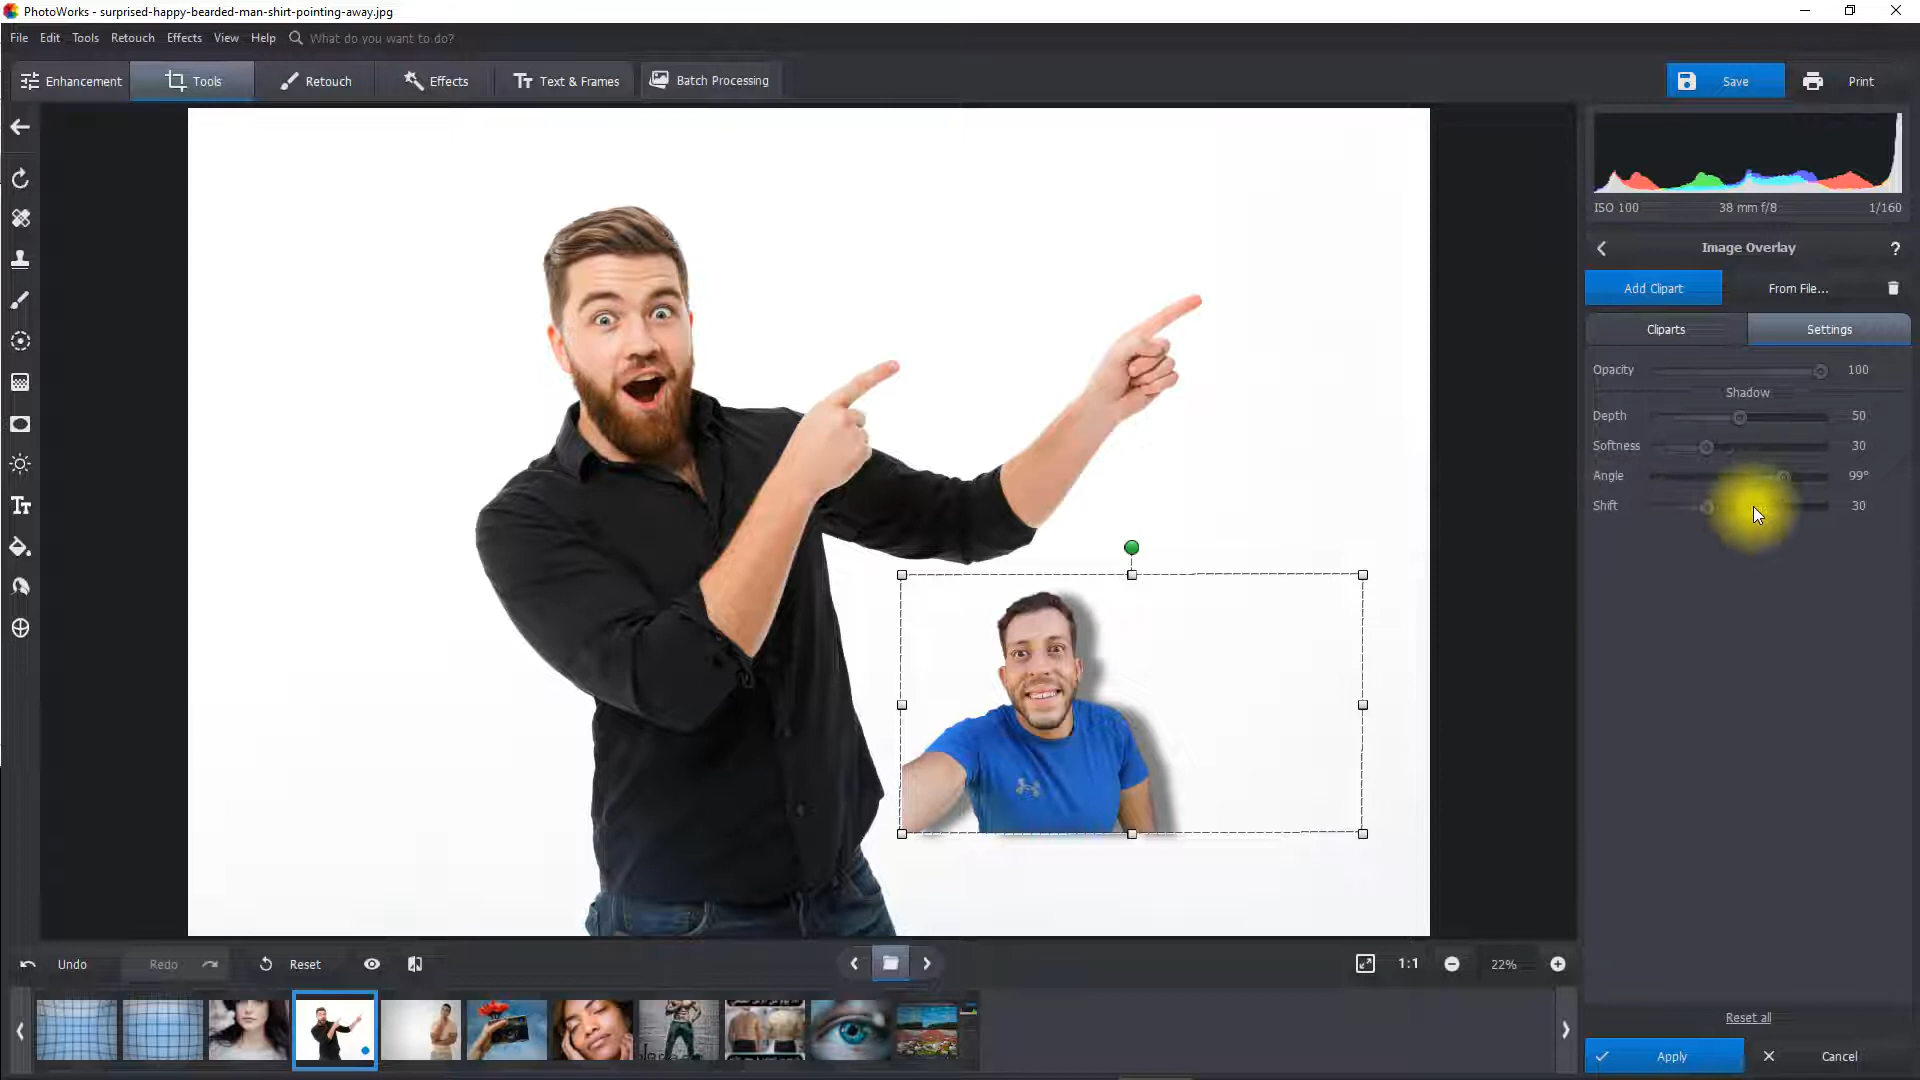 PhotoWorks - surprised-happy-bearded-man-shirt-pointing-away.jpg
File Edit Tools Retouch Effects View Help What do you want to do?
Enhancement Tools Retouch Effects Text & Frames Batch Processing Save Print
ISO 100 38 mm f/8 1/160
Image Overlay ?
Add Clipart From File...
Cliparts Settings
Opacity 100
Shadow
Depth 50
Softness 30
Angle 99°
Shift 30
Undo Redo Reset 1:1 22%
Reset all
Apply Cancel